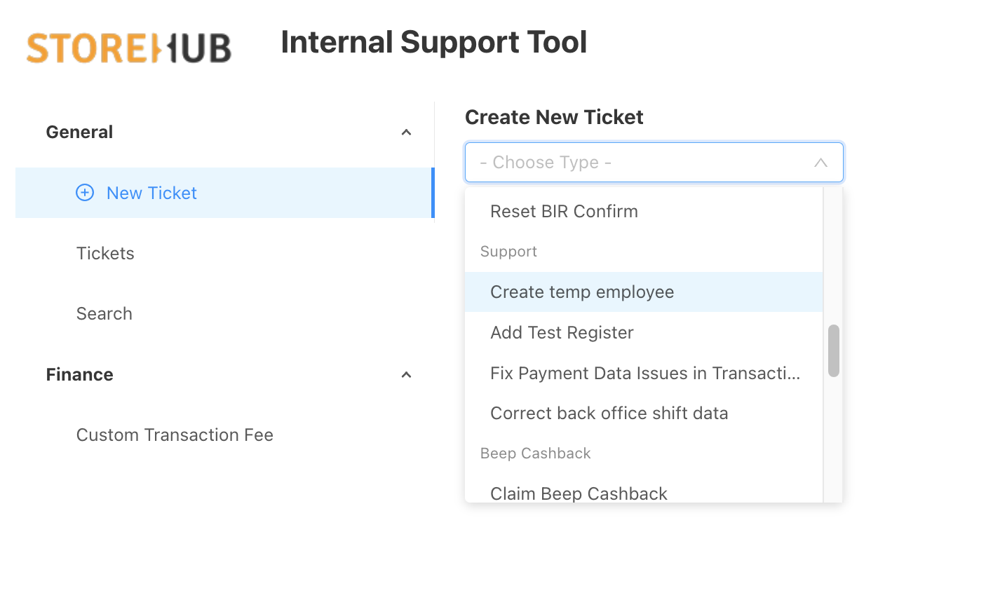 STOREHUB
Internal Support Tool
General
New Ticket
Tickets
Search
Finance
Custom Transaction Fee
Create New Ticket
- Choose Type -
Reset BIR Confirm
Support
Create temp employee
Add Test Register
Fix Payment Data Issues in Transacti...
Correct back office shift data
Beep Cashback
Claim Beep Cashback